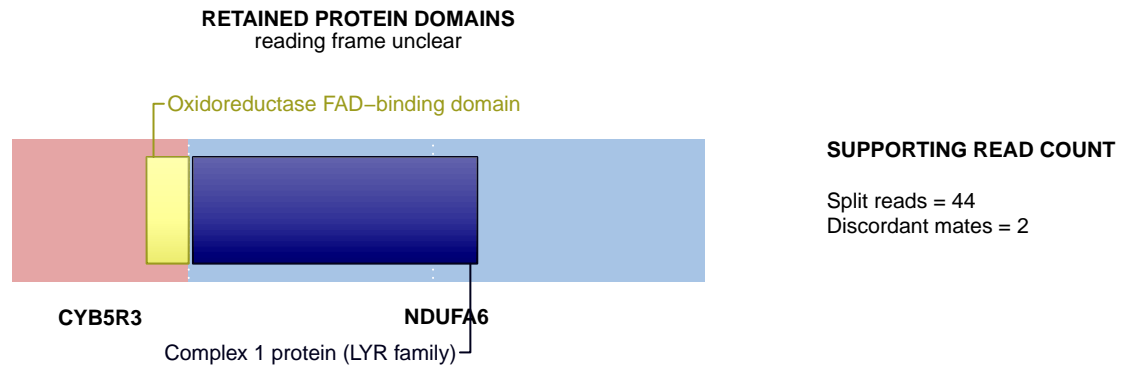 RETAINED PROTEIN DOMAINS
reading frame unclear
Oxidoreductase FAD−binding domain
SUPPORTING READ COUNT
Split reads = 44
Discordant mates = 2
CYB5R3
NDUFA6
Complex 1 protein (LYR family)